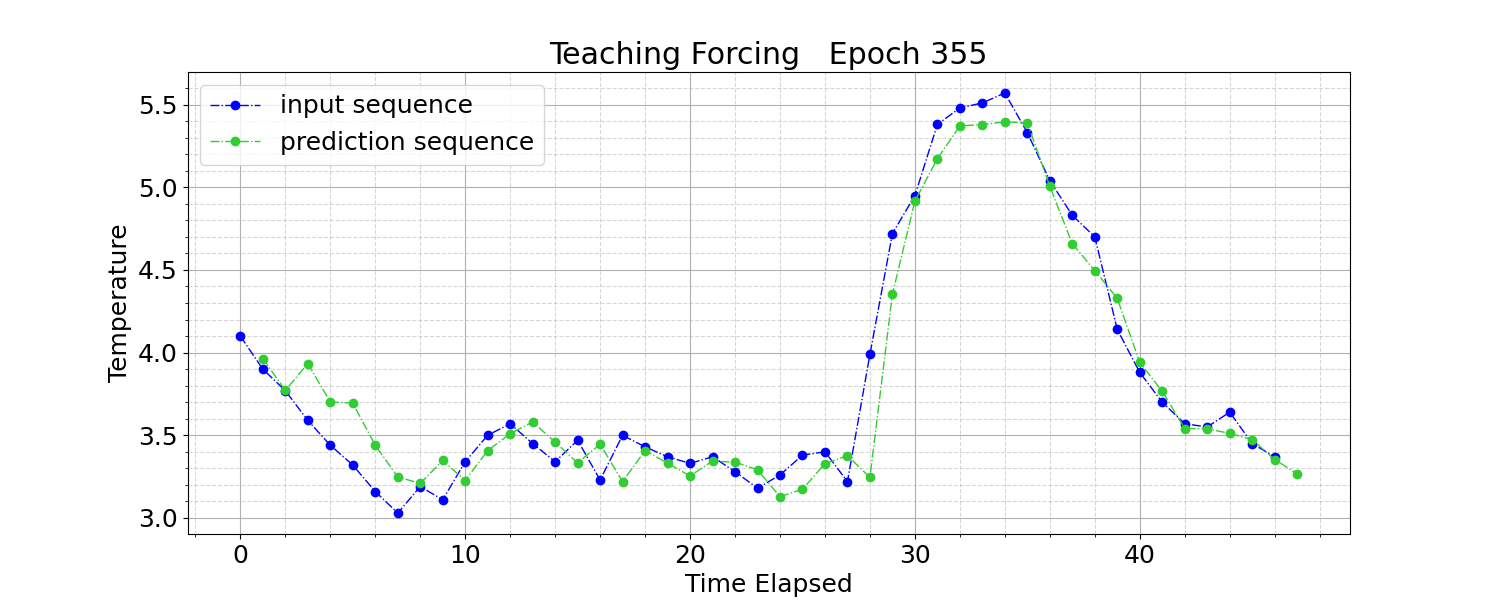 Teaching Forcing   Epoch 355
input sequence
prediction sequence
Temperature
5.5
5.0
4.5
4.0
3.5
3.0
0 10 20 30 40
Time Elapsed